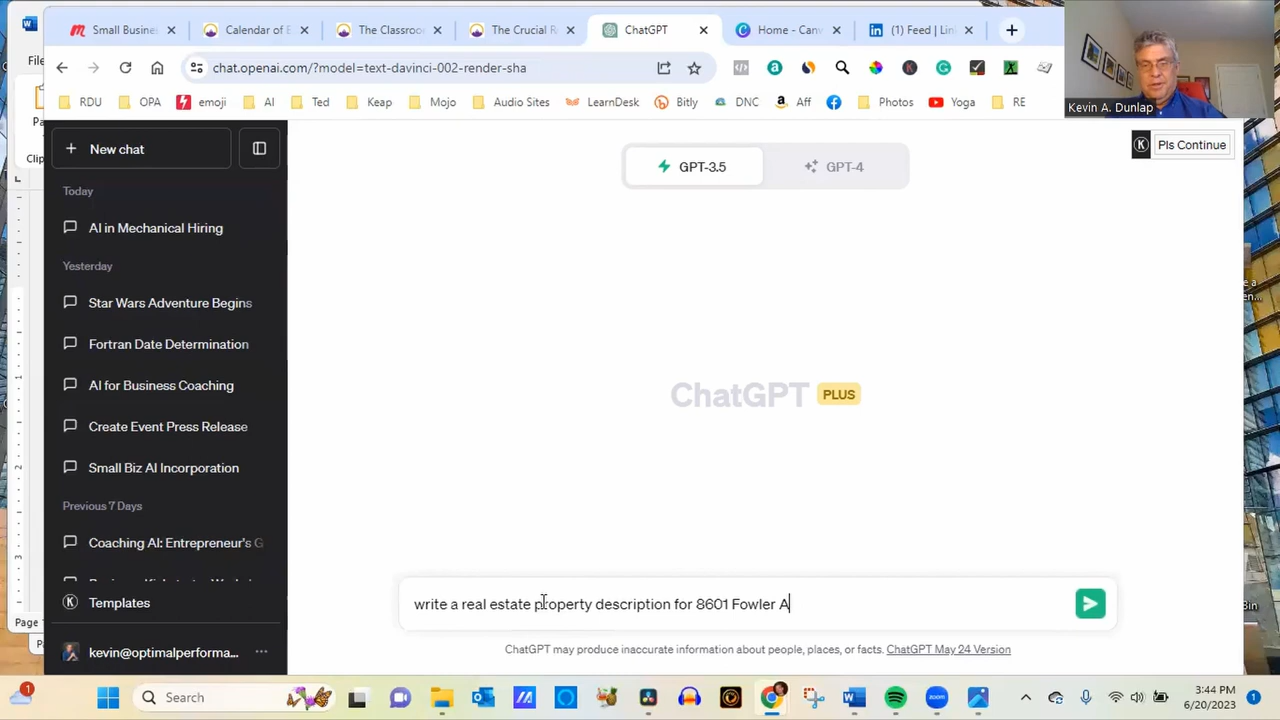 Small Busine
Calendar of E
The Classroo
The Crucial R
ChatGPT
Home - Canv
(1) Feed | Lin
File
chat.openai.com/?model=text-davinci-002-render-sha
RDU
OPA
emoji
AI
Ted
Keap
Mojo
Audio Sites
LearnDesk
Bitly
DNC
Aff
Photos
Yoga
RE
Kevin A. Dunlap
Pa
Clip
New chat
GPT-3.5
GPT-4
Pls Continue
Today
AI in Mechanical Hiring
Yesterday
Star Wars Adventure Begins
Fortran Date Determination
AI for Business Coaching
Create Event Press Release
Small Biz AI Incorporation
Previous 7 Days
Coaching AI: Entrepreneur's G
Templates
kevin@optimalperforma...
ChatGPT PLUS
write a real estate property description for 8601 Fowler A
ChatGPT may produce inaccurate information about people, places, or facts. ChatGPT May 24 Version
Page
Bin
Search
3:44 PM
6/20/2023